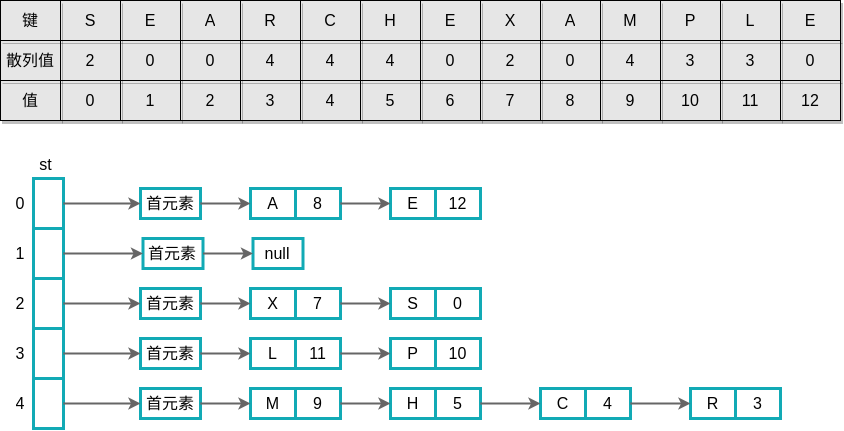 键 S E A R C H E X A M P L E
散列值 2 0 0 4 4 4 0 2 0 4 3 3 0
值 0 1 2 3 4 5 6 7 8 9 10 11 12
st
0 首元素 A 8 E 12
1 首元素 null
2 首元素 X 7 S 0
3 首元素 L 11 P 10
4 首元素 M 9 H 5 C 4 R 3